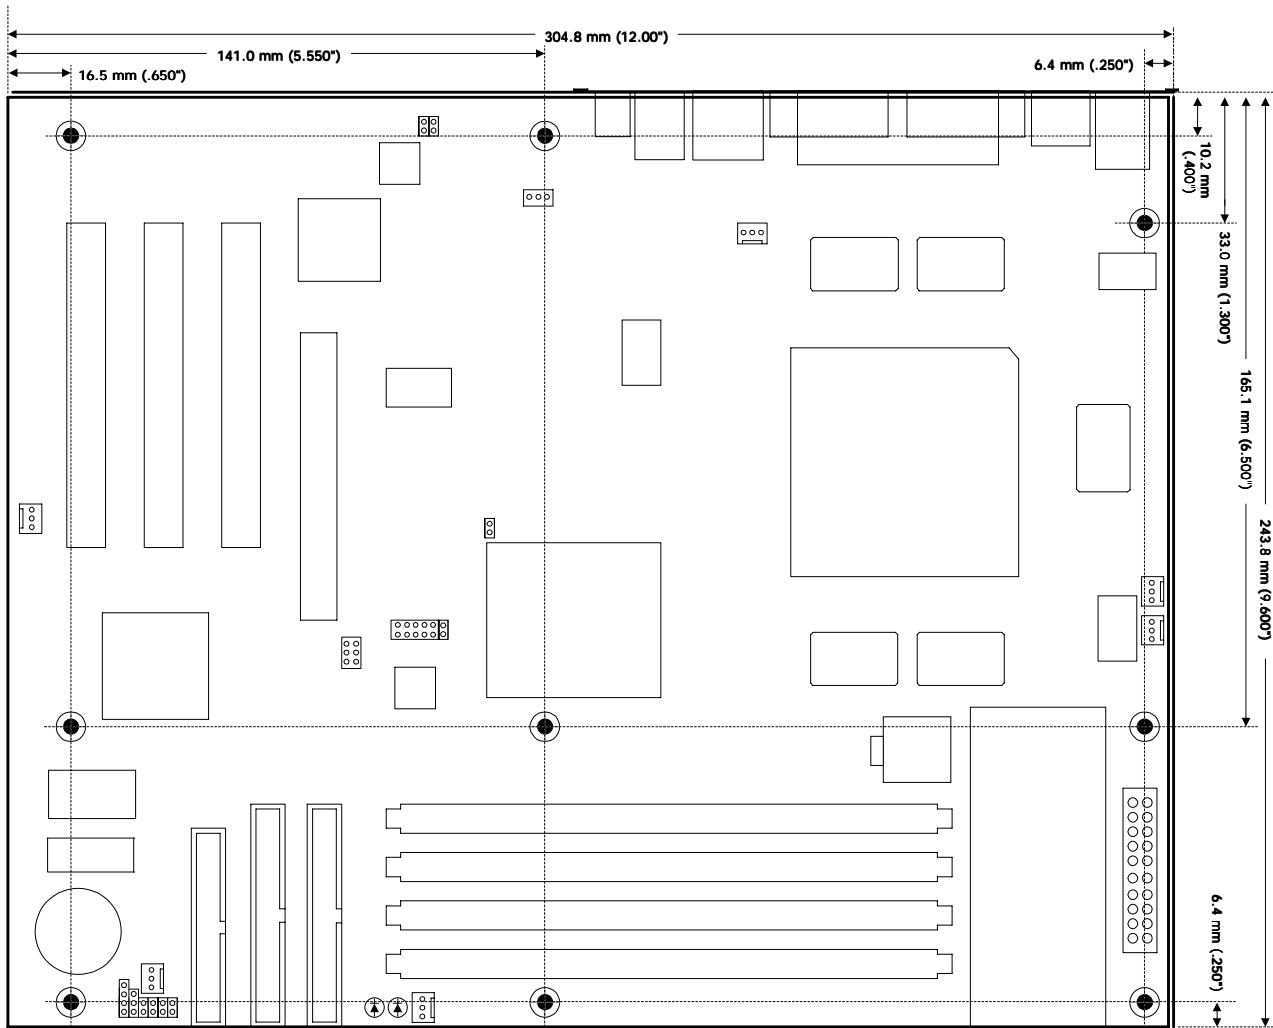 304.8 mm (12.00")
141.0 mm (5.550")
16.5 mm (.650")
6.4 mm (.250")
10.2 mm
(.400")
33.0 mm (1.300")
165.1 mm (6.500")
243.8 mm (9.600")
6.4 mm (.250")